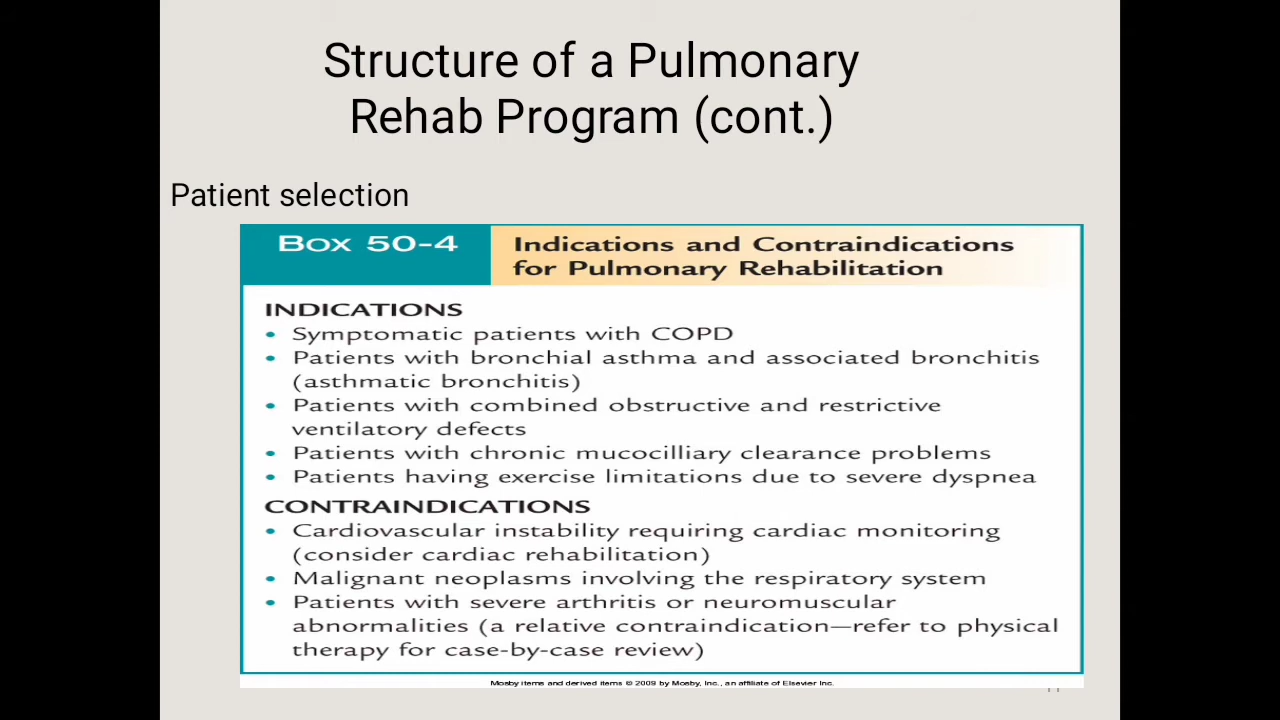 Structure of a Pulmonary
Rehab Program (cont.)
Patient selection
Box 50-4
Indications and Contraindications
for Pulmonary Rehabilitation
INDICATIONS
• Symptomatic patients with COPD
• Patients with bronchial asthma and associated bronchitis
(asthmatic bronchitis)
• Patients with combined obstructive and restrictive
ventilatory defects
• Patients with chronic mucocilliary clearance problems
• Patients having exercise limitations due to severe dyspnea
CONTRAINDICATIONS
• Cardiovascular instability requiring cardiac monitoring
(consider cardiac rehabilitation)
• Malignant neoplasms involving the respiratory system
• Patients with severe arthritis or neuromuscular
abnormalities (a relative contraindication—refer to physical
therapy for case-by-case review)
Mosby items and derived items © 2009 by Mosby, Inc., an affiliate of Elsevier Inc.